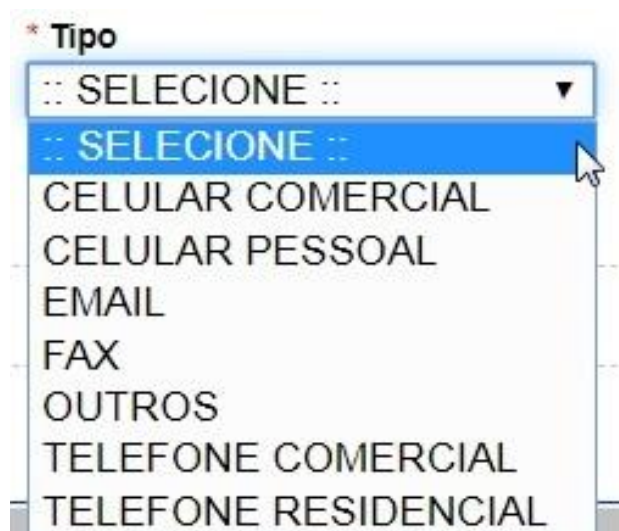 * Tipo
:: SELECIONE :: ▼
:: SELECIONE ::
CELULAR COMERCIAL
CELULAR PESSOAL
EMAIL
FAX
OUTROS
TELEFONE COMERCIAL
TELEFONE RESIDENCIAL